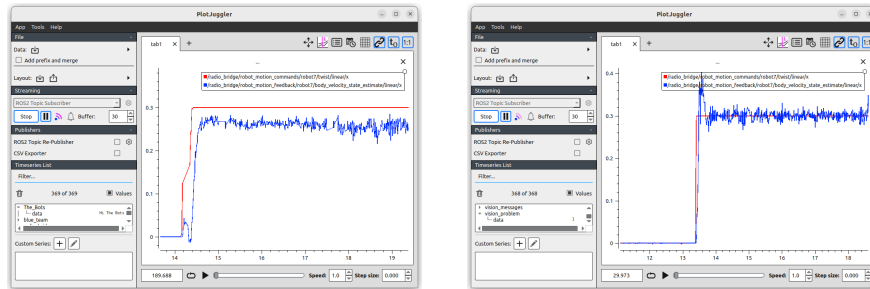 PlotJuggler
App Tools Help
File
Data:
Add prefix and merge
Layout:
Streaming
ROS2 Topic Subscriber
Stop Buffer: 30
Publishers
ROS2 Topic Re-Publisher
CSV Exporter
Timeseries List
Filter...
369 of 369 Values
The_Bots
data Hi, The Bots
blue_team
Custom Series:
tab1
/radio_bridge/robot_motion_commands/robot7/twist/linear/x
/radio_bridge/robot_motion_feedback/robot7/body_velocity_state_estimate/linear/x
0.3
0.2
0.1
0
14 15 16 17 18 19
189.688 Speed: 1.0 Step size: 0.000
PlotJuggler
App Tools Help
File
Data:
Add prefix and merge
Layout:
Streaming
ROS2 Topic Subscriber
Stop Buffer: 30
Publishers
ROS2 Topic Re-Publisher
CSV Exporter
Timeseries List
Filter...
368 of 368 Values
vision_messages
vision_problem
data
Custom Series:
tab1
/radio_bridge/robot_motion_commands/robot7/twist/linear/x
/radio_bridge/robot_motion_feedback/robot7/body_velocity_state_estimate/linear/x
0.4
0.3
0.2
0.1
0
12 13 14 15 16 17 18
29.973 Speed: 1.0 Step size: 0.000